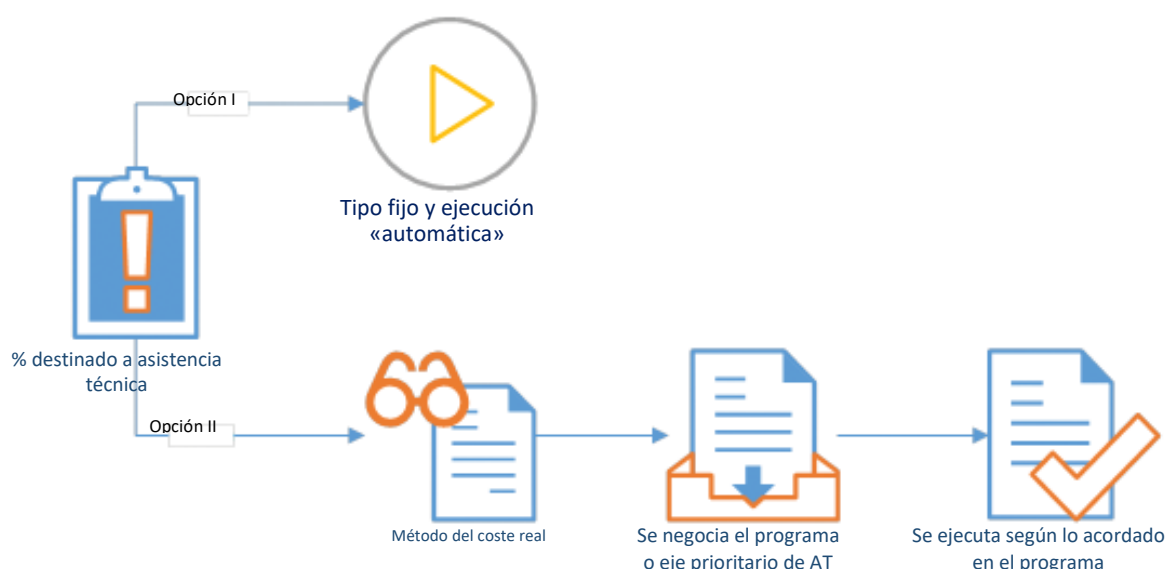 Opción I
Tipo fijo y ejecución
«automática»
% destinado a asistencia
técnica
Opción II
Método del coste real
Se negocia el programa
o eje prioritario de AT
Se ejecuta según lo acordado
en el programa